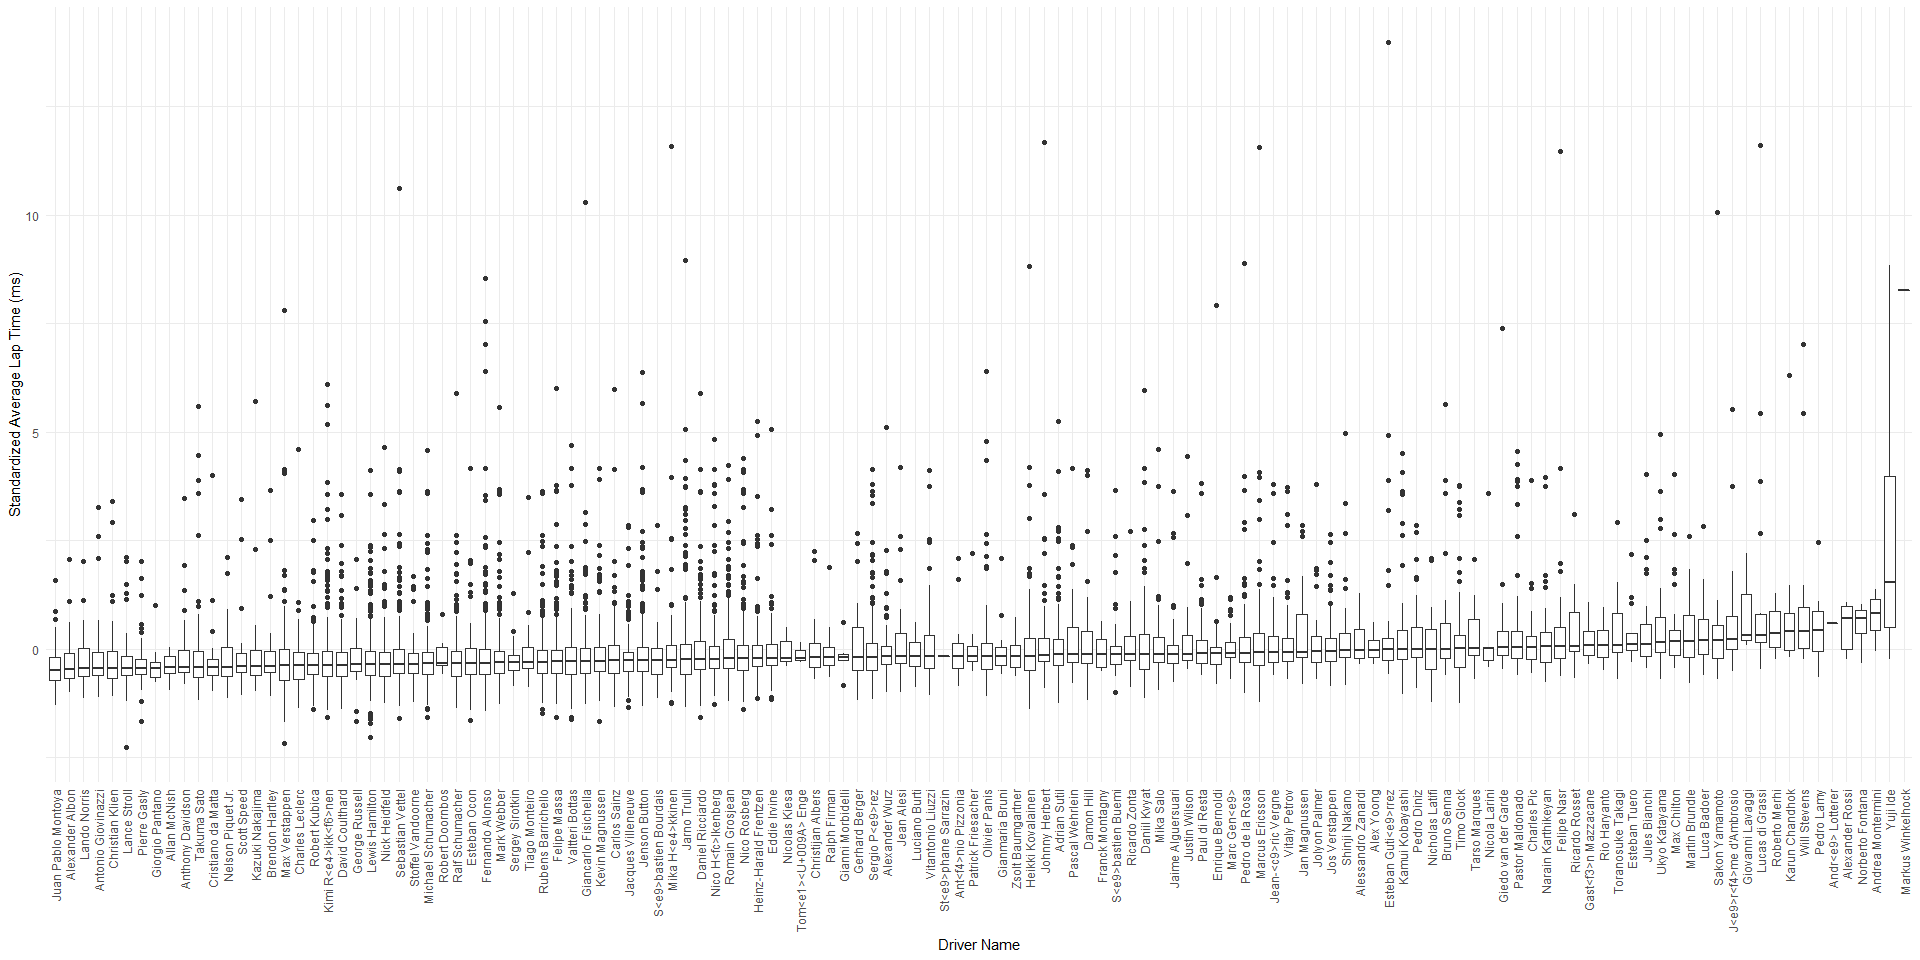 Standardized Average Lap Time (ms)
10
5
0
Juan Pablo Montoya
Alexander Albon
Lando Norris
Antonio Giovinazzi
Christian Klien
Lance Stroll
Pierre Gasly
Giorgio Pantano
Allan McNish
Anthony Davidson
Takuma Sato
Cristiano da Matta
Nelson Piquet Jr.
Scott Speed
Kazuki Nakajima
Brendon Hartley
Max Verstappen
Charles Leclerc
Robert Kubica
Kimi R<e4>ikk<f6>nen
David Coulthard
George Russell
Nick Heidfeld
Lewis Hamilton
Sebastian Vettel
Stoffel Vandoorne
Michael Schumacher
Robert Doornbos
Ralf Schumacher
Esteban Ocon
Fernando Alonso
Mark Webber
Sergey Sirotkin
Tiago Monteiro
Rubens Barrichello
Felipe Massa
Valtteri Bottas
Giancarlo Fisichella
Kevin Magnussen
Carlos Sainz
Jacques Villeneuve
Jenson Button
S<e9>bastien Bourdais
Mika H<e4>kkinen
Jarno Trulli
Daniel Ricciardo
Nico H<fc>lkenberg
Romain Grosjean
Nico Rosberg
Heinz-Harald Frentzen
Eddie Irvine
Nicolas Kiesa
Tom<e1><U+009A> Enge
Christian Albers
Ralph Firman
Gianni Morbidelli
Gerhard Berger
Sergio P<e9>rez
Alexander Wurz
Jean Alesi
Luciano Burti
Vitantonio Liuzzi
St<e9>phane Sarrazin
Ant<f4>nio Pizzonia
Patrick Friesacher
Olivier Panis
Gianmaria Bruni
Zsolt Baumgartner
Heikki Kovalainen
Johnny Herbert
Adrian Sutil
Pascal Wehrlein
Damon Hill
Franck Montagny
S<e9>bastien Buemi
Ricardo Zonta
Daniil Kvyat
Mika Salo
Jaime Alguersuari
Justin Wilson
Paul di Resta
Enrique Bernoldi
Marc Gen<e9>
Pedro de la Rosa
Marcus Ericsson
Jean-<c9>ric Vergne
Vitaly Petrov
Jan Magnussen
Jolyon Palmer
Jos Verstappen
Shinji Nakano
Alessandro Zanardi
Alex Yoong
Esteban Guti<e9>rrez
Kamui Kobayashi
Pedro Diniz
Nicholas Latifi
Bruno Senna
Timo Glock
Tarso Marques
Nicola Larini
Giedo van der Garde
Pastor Maldonado
Charles Pic
Narain Karthikeyan
Felipe Nasr
Ricardo Rosset
Gast<f3>n Mazzacane
Rio Haryanto
Toranosuke Takagi
Esteban Tuero
Jules Bianchi
Ukyo Katayama
Max Chilton
Martin Brundle
Luca Badoer
Sakon Yamamoto
J<e9>r<f4>me d'Ambrosio
Giovanni Lavaggi
Lucas di Grassi
Roberto Merhi
Karun Chandhok
Will Stevens
Pedro Lamy
Andr<e9> Lotterer
Alexander Rossi
Norberto Fontana
Andrea Montermini
Yuji Ide
Markus Winkelhock
Driver Name